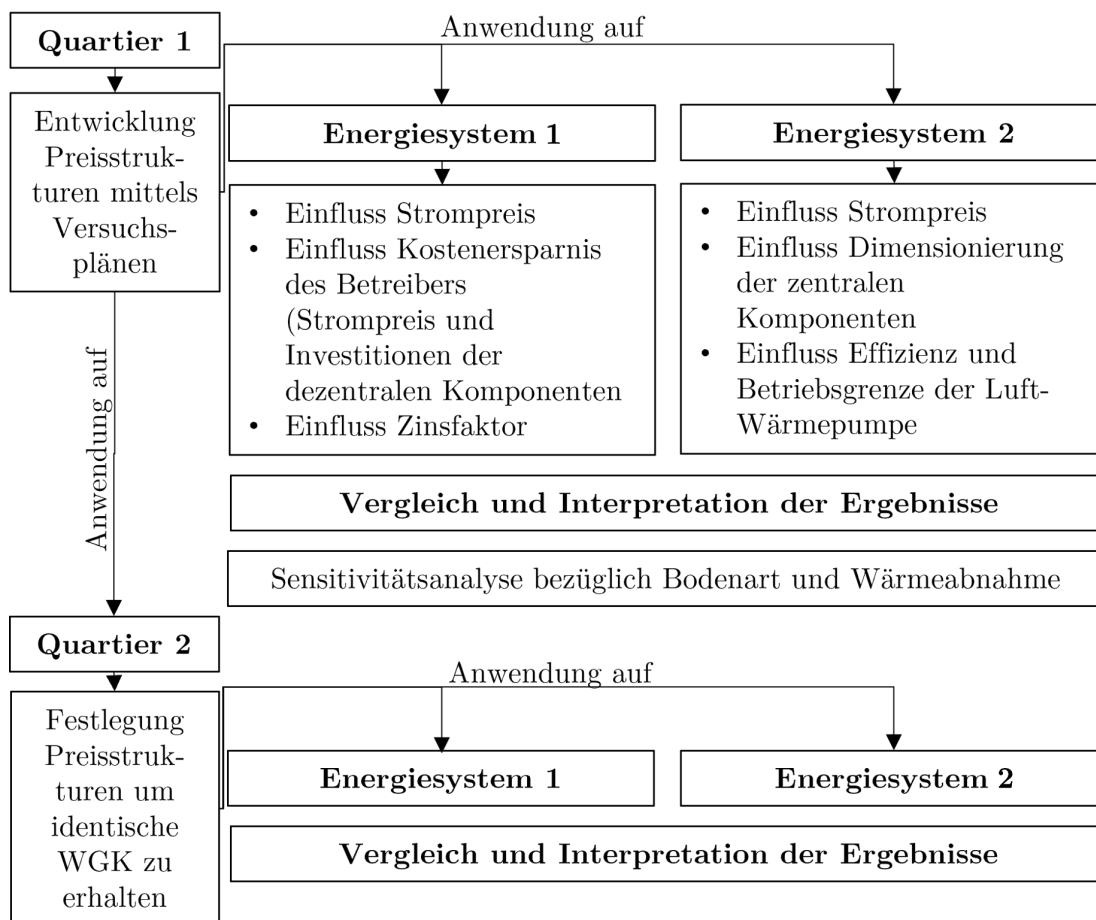 Anwendung auf
Quartier 1
Entwicklung
Preisstruk-
turen mittels
Versuchs-
plänen
Energiesystem 1
• Einfluss Strompreis
• Einfluss Kostenersparnis
des Betreibers
(Strompreis und
Investitionen der
dezentralen Komponenten
• Einfluss Zinsfaktor
Energiesystem 2
• Einfluss Strompreis
• Einfluss Dimensionierung
der zentralen
Komponenten
• Einfluss Effizienz und
Betriebsgrenze der Luft-
Wärmepumpe
Vergleich und Interpretation der Ergebnisse
Sensitivitätsanalyse bezüglich Bodenart und Wärmeabnahme
Anwendung auf
Quartier 2
Festlegung
Preisstruk-
turen um
identische
WGK zu
erhalten
Anwendung auf
Energiesystem 1
Energiesystem 2
Vergleich und Interpretation der Ergebnisse